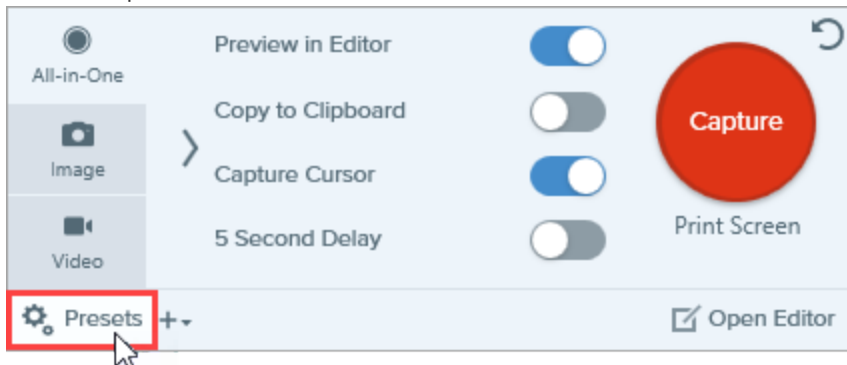 All-in-One
Image
Video
Preview in Editor
Copy to Clipboard
Capture Cursor
5 Second Delay
Capture
Print Screen
Presets
Open Editor